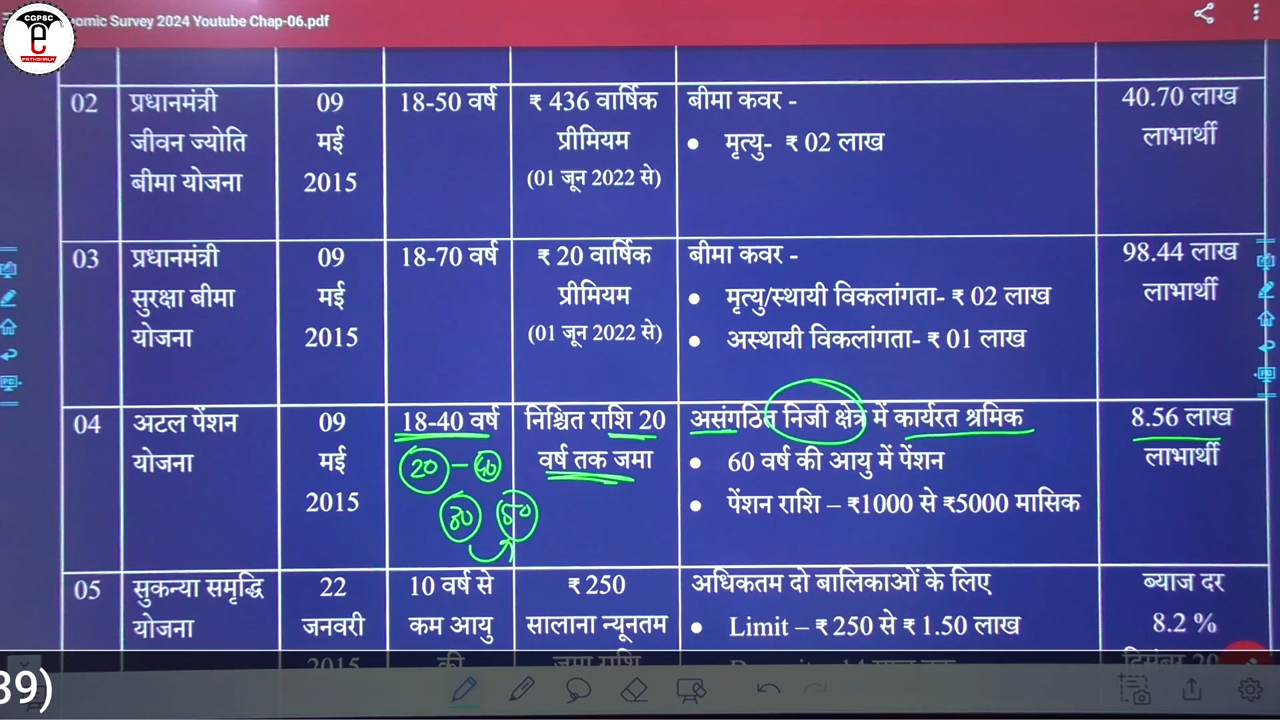 CGPSC
e
PATHSHALA
omic Survey 2024 Youtube Chap-06.pdf
02 प्रधानमंत्री जीवन ज्योति बीमा योजना
09 मई 2015
18-50 वर्ष
₹ 436 वार्षिक प्रीमियम
(01 जून 2022 से)
बीमा कवर -
• मृत्यु- ₹ 02 लाख
40.70 लाख लाभार्थी
03 प्रधानमंत्री सुरक्षा बीमा योजना
09 मई 2015
18-70 वर्ष
₹ 20 वार्षिक प्रीमियम
(01 जून 2022 से)
बीमा कवर -
• मृत्यु/स्थायी विकलांगता- ₹ 02 लाख
• अस्थायी विकलांगता- ₹ 01 लाख
98.44 लाख लाभार्थी
04 अटल पेंशन योजना
09 मई 2015
18-40 वर्ष
20 - 40
निश्चित राशि 20 वर्ष तक जमा
असंगठित निजी क्षेत्र में कार्यरत श्रमिक
• 60 वर्ष की आयु में पेंशन
• पेंशन राशि – ₹1000 से ₹5000 मासिक
8.56 लाख लाभार्थी
05 सुकन्या समृद्धि योजना
22 जनवरी 2015
10 वर्ष से कम आयु की
₹ 250 सालाना न्यूनतम जमा राशि
अधिकतम दो बालिकाओं के लिए
• Limit – ₹ 250 से ₹ 1.50 लाख
ब्याज दर 8.2 %
39)